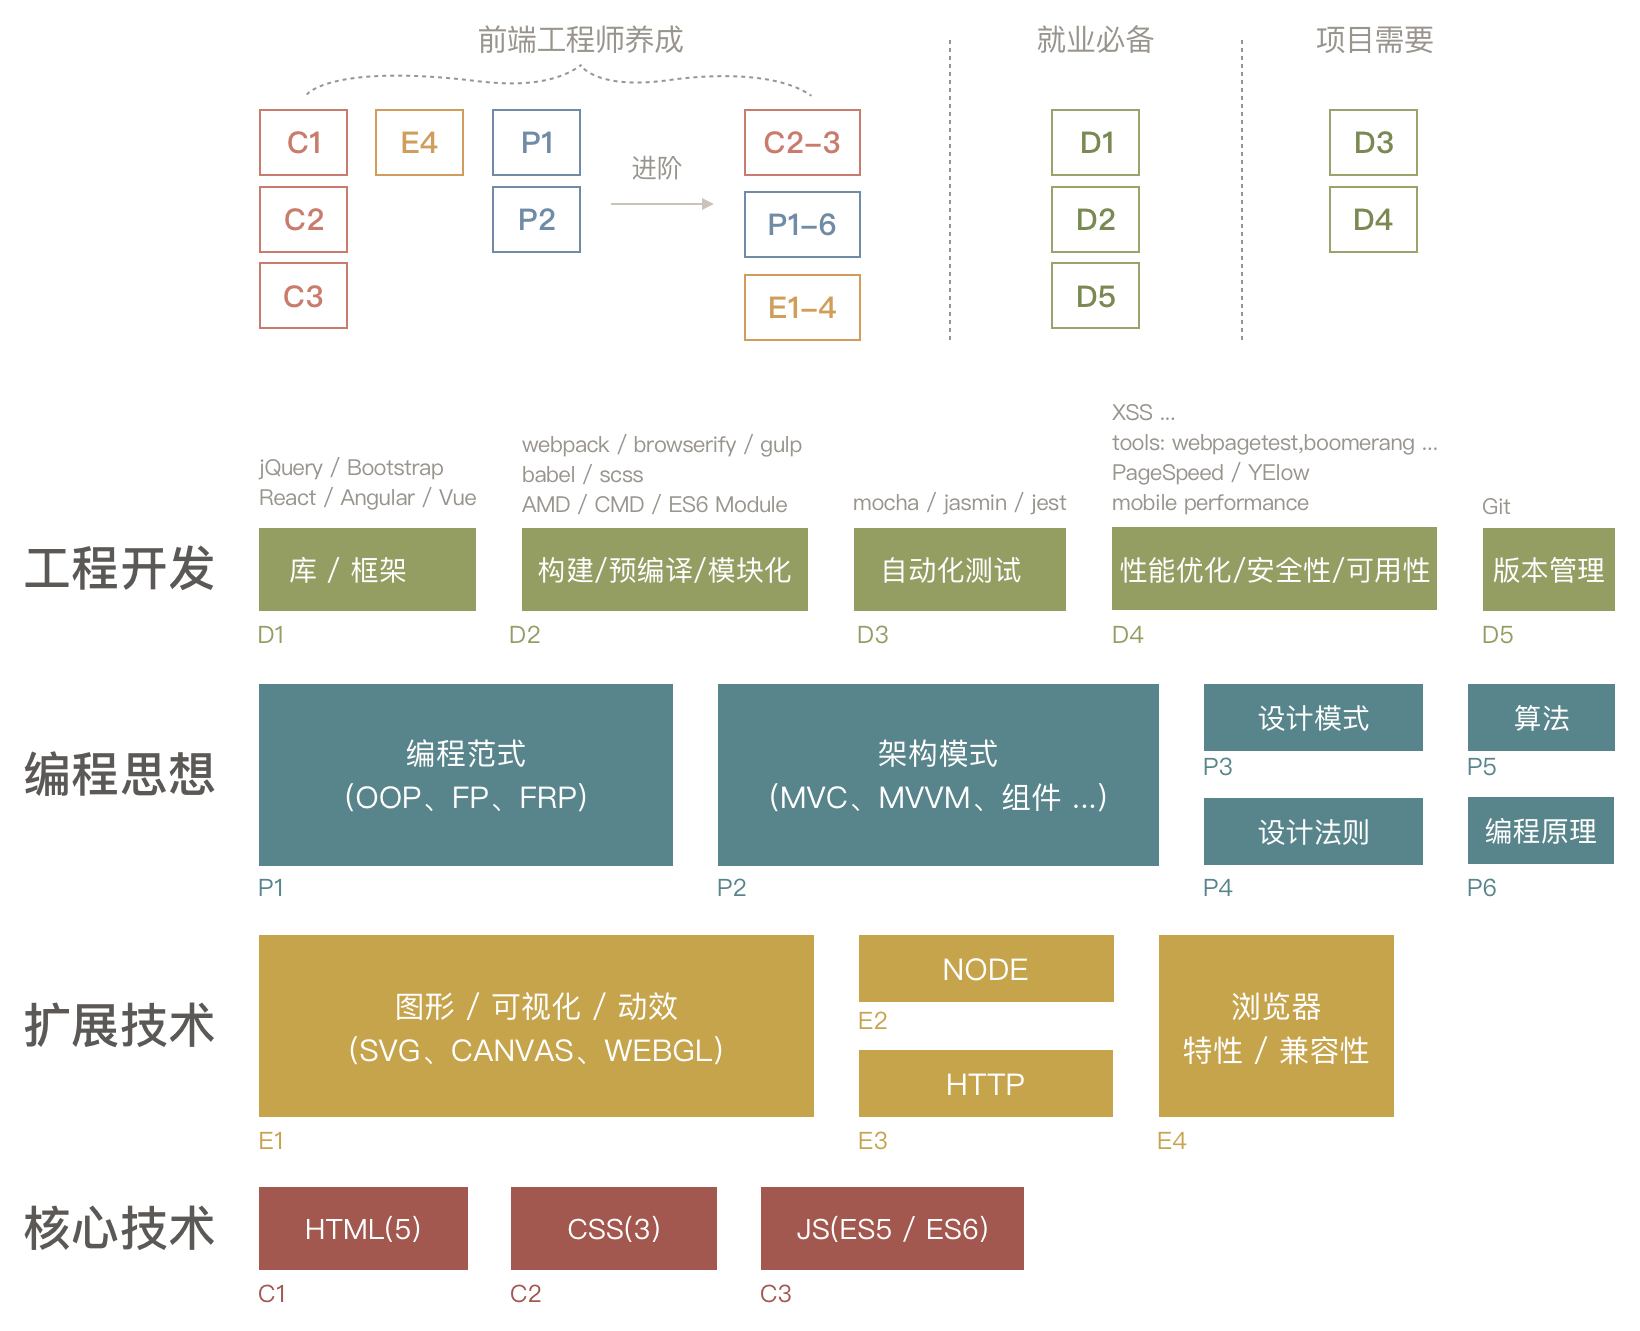 前端工程师养成
就业必备
项目需要
C1
E4
P1
C2-3
D1
D3
进阶
C2
P2
P1-6
D2
D4
C3
E1-4
D5
XSS ...
tools: webpagetest,boomerang ...
PageSpeed / YElow
mobile performance
webpack / browserify / gulp
babel / scss
AMD / CMD / ES6 Module
jQuery / Bootstrap
React / Angular / Vue
mocha / jasmin / jest
Git
工程开发
库 / 框架
构建/预编译/模块化
自动化测试
性能优化/安全性/可用性
版本管理
D1
D2
D3
D4
D5
编程思想
编程范式
(OOP、FP、FRP)
架构模式
(MVC、MVVM、组件 ...)
设计模式
算法
P3
P5
设计法则
编程原理
P1
P2
P4
P6
扩展技术
图形 / 可视化 / 动效
(SVG、CANVAS、WEBGL)
NODE
E2
HTTP
浏览器
特性 / 兼容性
E1
E3
E4
核心技术
HTML(5)
CSS(3)
JS(ES5 / ES6)
C1
C2
C3